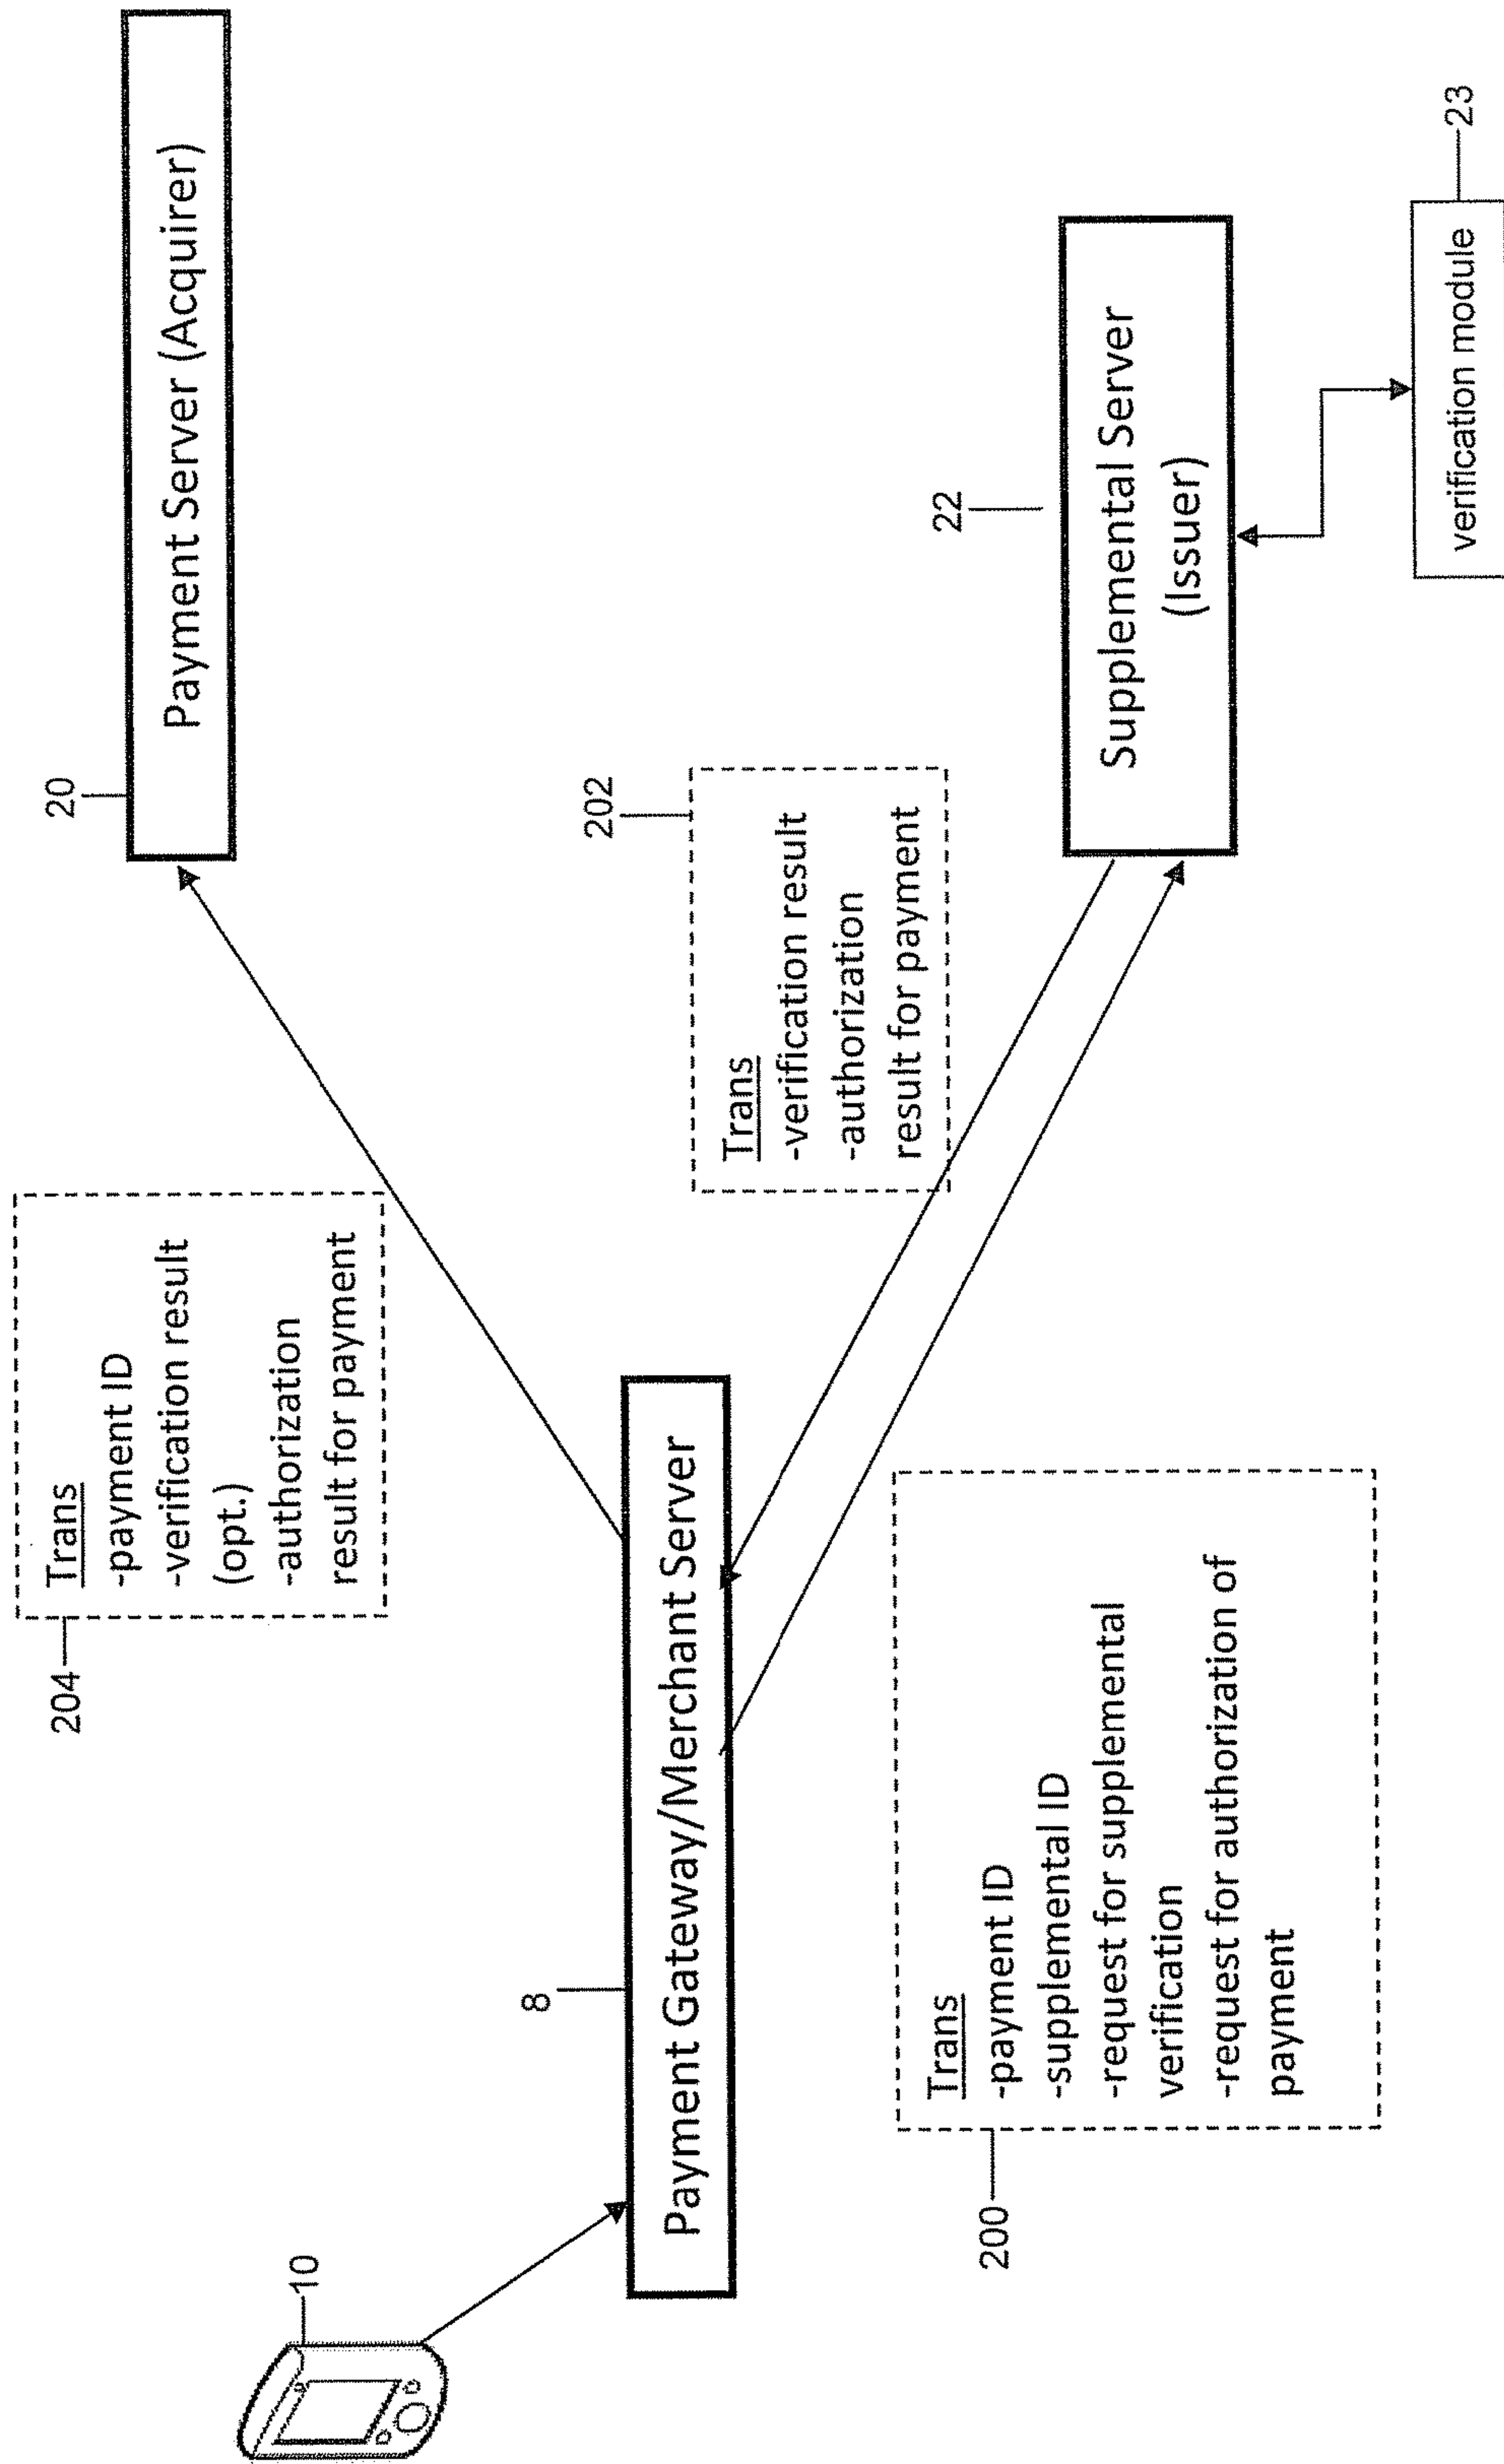 10
8
Payment Gateway/Merchant Server
204
Trans
-payment ID
-verification result
(opt.)
-authorization
result for payment
20
Payment Server (Acquirer)
200
Trans
-payment ID
-supplemental ID
-request for supplemental
verification
-request for authorization of
payment
202
Trans
-verification result
-authorization
result for payment
22
Supplemental Server
(Issuer)
verification module
23